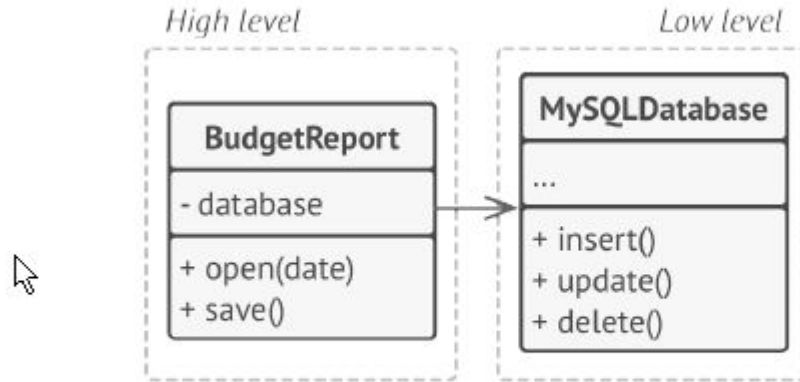 High level
Low level
BudgetReport
- database
+ open(date)
+ save()
MySQLDatabase
...
+ insert()
+ update()
+ delete()